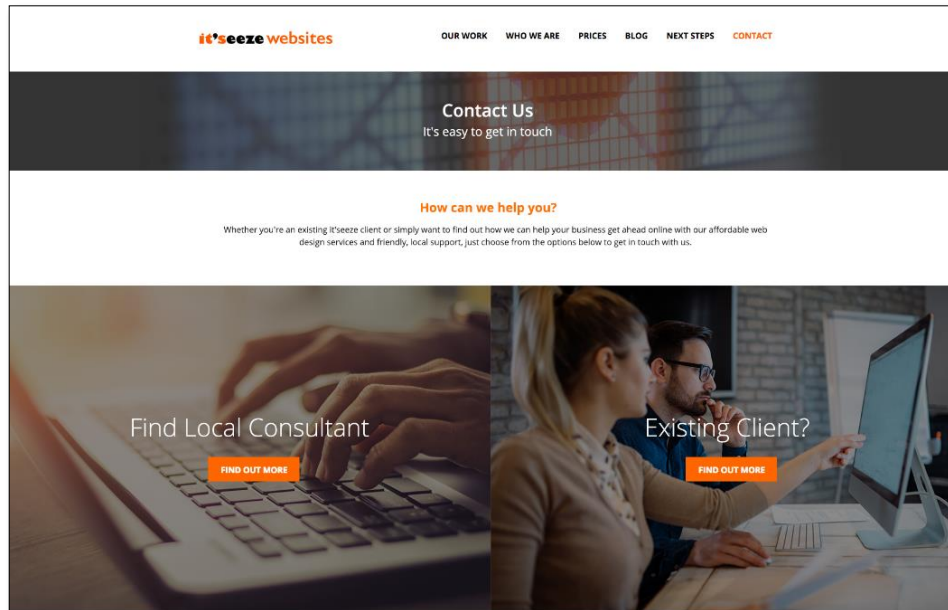 it'seeze websites
OUR WORK WHO WE ARE PRICES BLOG NEXT STEPS CONTACT
Contact Us
It's easy to get in touch
How can we help you?
Whether you're an existing it'seeze client or simply want to find out how we can help your business get ahead online with our affordable web
design services and friendly, local support, just choose from the options below to get in touch with us.
Find Local Consultant
FIND OUT MORE
Existing Client?
FIND OUT MORE